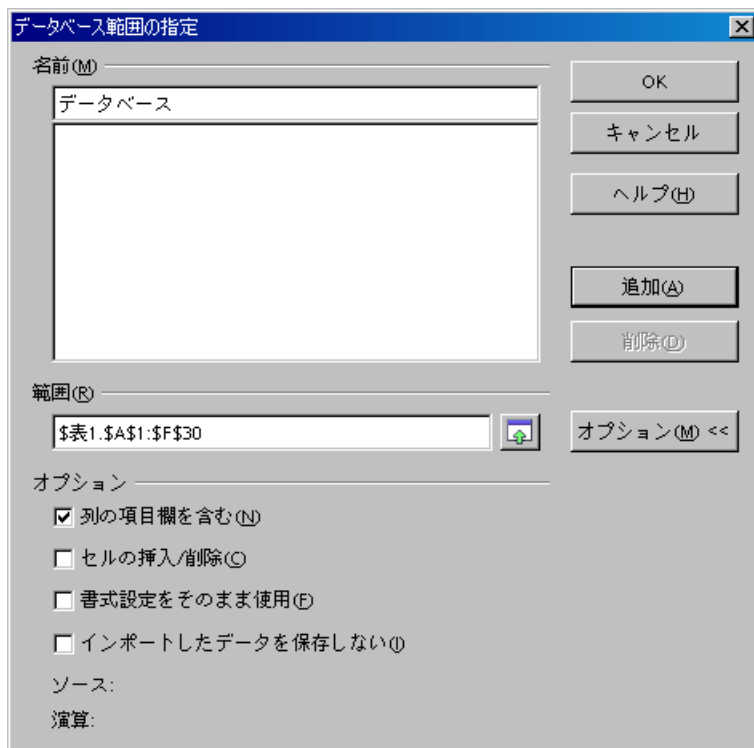 データベース範囲の指定
名前(M)
データベース
OK
キャンセル
ヘルプ(H)
追加(A)
削除(D)
範囲(R)
$表1.$A$1:$F$30
オプション(M) <<
オプション
列の項目欄を含む(N)
セルの挿入/削除(C)
書式設定をそのまま使用(F)
インポートしたデータを保存しない(I)
ソース:
演算: